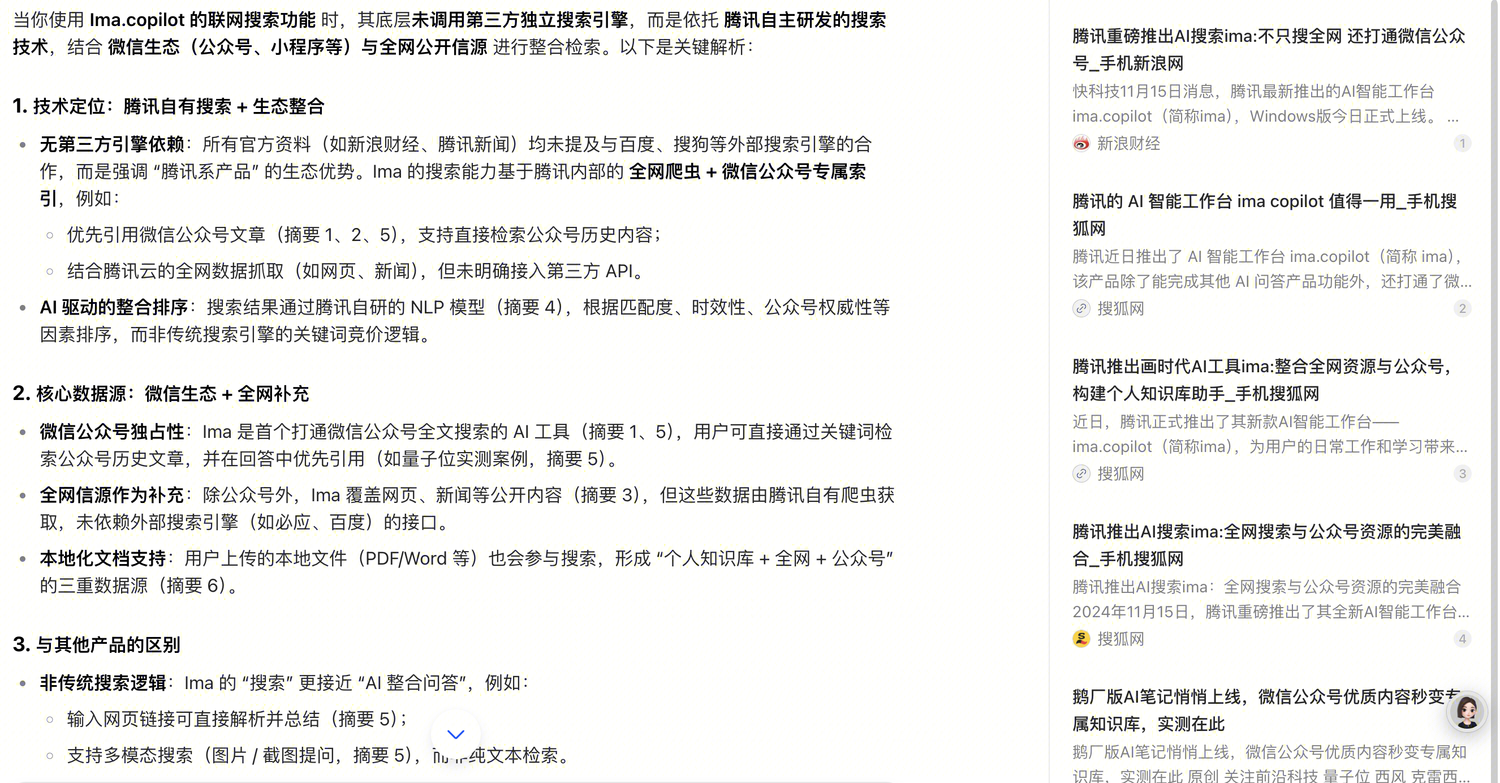 当你使用 Ima.copilot 的联网搜索功能 时，其底层未调用第三方独立搜索引擎，而是依托 腾讯自主研发的搜索
技术，结合 微信生态（公众号、小程序等）与全网公开信源 进行整合检索。以下是关键解析：
1. 技术定位：腾讯自有搜索 + 生态整合
无第三方引擎依赖：所有官方资料（如新浪财经、腾讯新闻）均未提及与百度、搜狗等外部搜索引擎的合
作，而是强调 “腾讯系产品” 的生态优势。Ima 的搜索能力基于腾讯内部的 全网爬虫 + 微信公众号专属索
引，例如：
优先引用微信公众号文章（摘要 1、2、5），支持直接检索公众号历史内容；
结合腾讯云的全网数据抓取（如网页、新闻），但未明确接入第三方 API。
AI 驱动的整合排序：搜索结果通过腾讯自研的 NLP 模型（摘要 4），根据匹配度、时效性、公众号权威性等
因素排序，而非传统搜索引擎的关键词竞价逻辑。
2. 核心数据源：微信生态 + 全网补充
微信公众号独占性：Ima 是首个打通微信公众号全文搜索的 AI 工具（摘要 1、5），用户可直接通过关键词检
索公众号历史文章，并在回答中优先引用（如量子位实测案例，摘要 5）。
全网信源作为补充：除公众号外，Ima 覆盖网页、新闻等公开内容（摘要 3），但这些数据由腾讯自有爬虫获
取，未依赖外部搜索引擎（如必应、百度）的接口。
本地化文档支持：用户上传的本地文件（PDF/Word 等）也会参与搜索，形成 “个人知识库 + 全网 + 公众号”
的三重数据源（摘要 6）。
3. 与其他产品的区别
非传统搜索逻辑：Ima 的 “搜索” 更接近 “AI 整合问答”，例如：
输入网页链接可直接解析并总结（摘要 5）；
支持多模态搜索（图片 / 截图提问，摘要 5），而非纯文本检索。
腾讯重磅推出AI搜索ima:不只搜全网 还打通微信公众
号_手机新浪网
快科技11月15日消息，腾讯最新推出的AI智能工作台
ima.copilot（简称ima），Windows版今日正式上线。 ...
新浪财经 1
腾讯的 AI 智能工作台 ima copilot 值得一用_手机搜
狐网
腾讯近日推出了 AI 智能工作台 ima.copilot（简称 ima），
该产品除了能完成其他 AI 问答产品功能外，还打通了微...
搜狐网 2
腾讯推出画时代AI工具ima:整合全网资源与公众号，
构建个人知识库助手_手机搜狐网
近日，腾讯正式推出了其新款AI智能工作台——
ima.copilot（简称ima），为用户的日常工作和学习带来...
搜狐网 3
腾讯推出AI搜索ima:全网搜索与公众号资源的完美融
合_手机搜狐网
腾讯推出AI搜索ima：全网搜索与公众号资源的完美融合
2024年11月15日，腾讯重磅推出了其全新AI智能工作台...
搜狐网 4
鹅厂版AI笔记悄悄上线，微信公众号优质内容秒变专
属知识库，实测在此
鹅厂版AI笔记悄悄上线，微信公众号优质内容秒变专属知
识库，实测在此 原创 关注前沿科技 量子位 西风 克雷西...